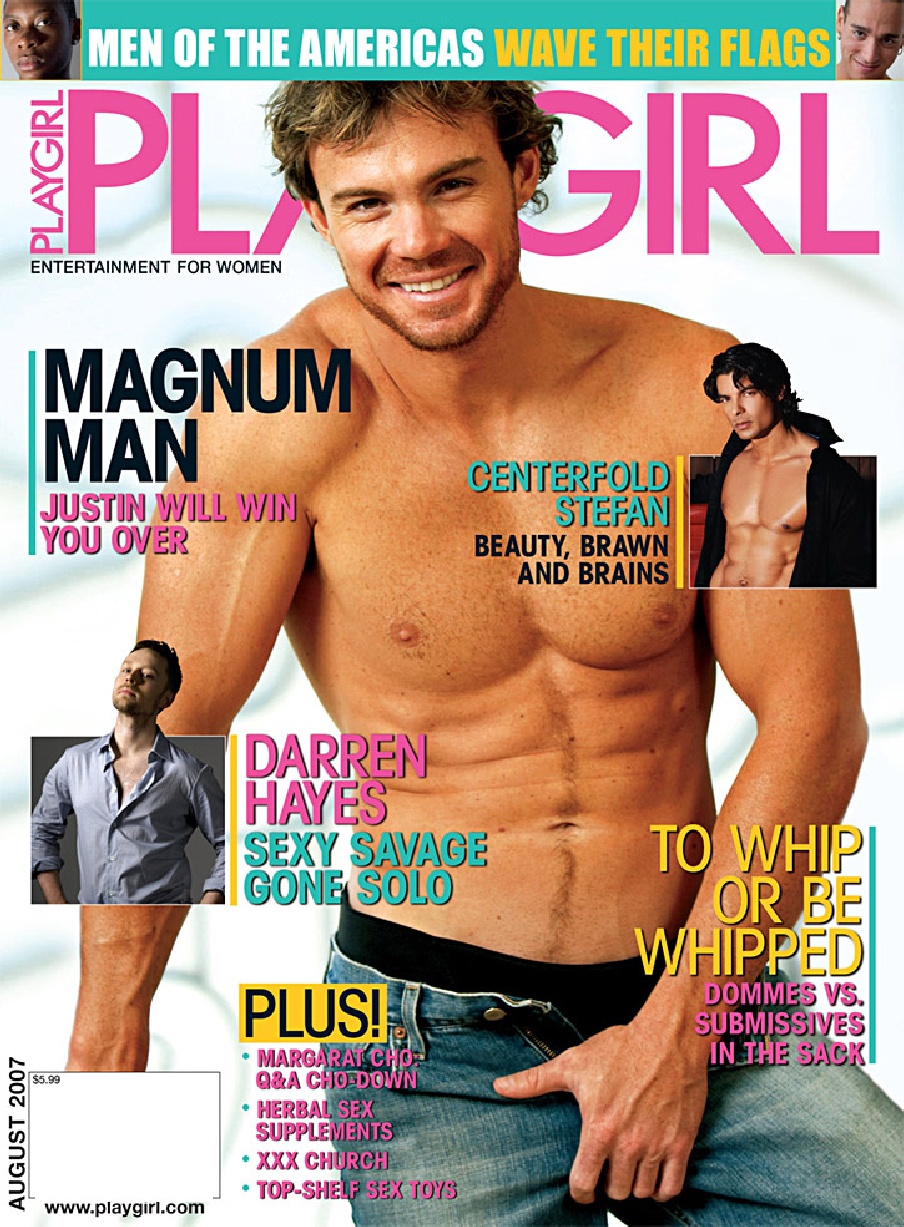 MEN OF THE AMERICAS WAVE THEIR FLAGS
PLAYGIRL
PLAYGIRL
ENTERTAINMENT FOR WOMEN
MAGNUM
MAN
JUSTIN WILL WIN
YOU OVER
CENTERFOLD
STEFAN
BEAUTY, BRAWN
AND BRAINS
DARREN
HAYES
SEXY SAVAGE
GONE SOLO
TO WHIP
OR BE
WHIPPED
DOMMES VS.
SUBMISSIVES
IN THE SACK
PLUS!
• MARGARAT CHO:
Q&A CHO-DOWN
• HERBAL SEX
SUPPLEMENTS
• XXX CHURCH
• TOP-SHELF SEX TOYS
AUGUST 2007
$5.99
www.playgirl.com